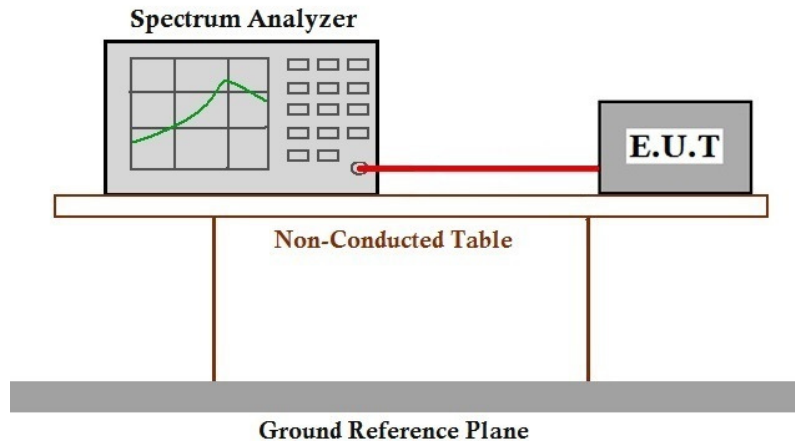 Spectrum Analyzer
E.U.T
Non-Conducted Table
Ground Reference Plane